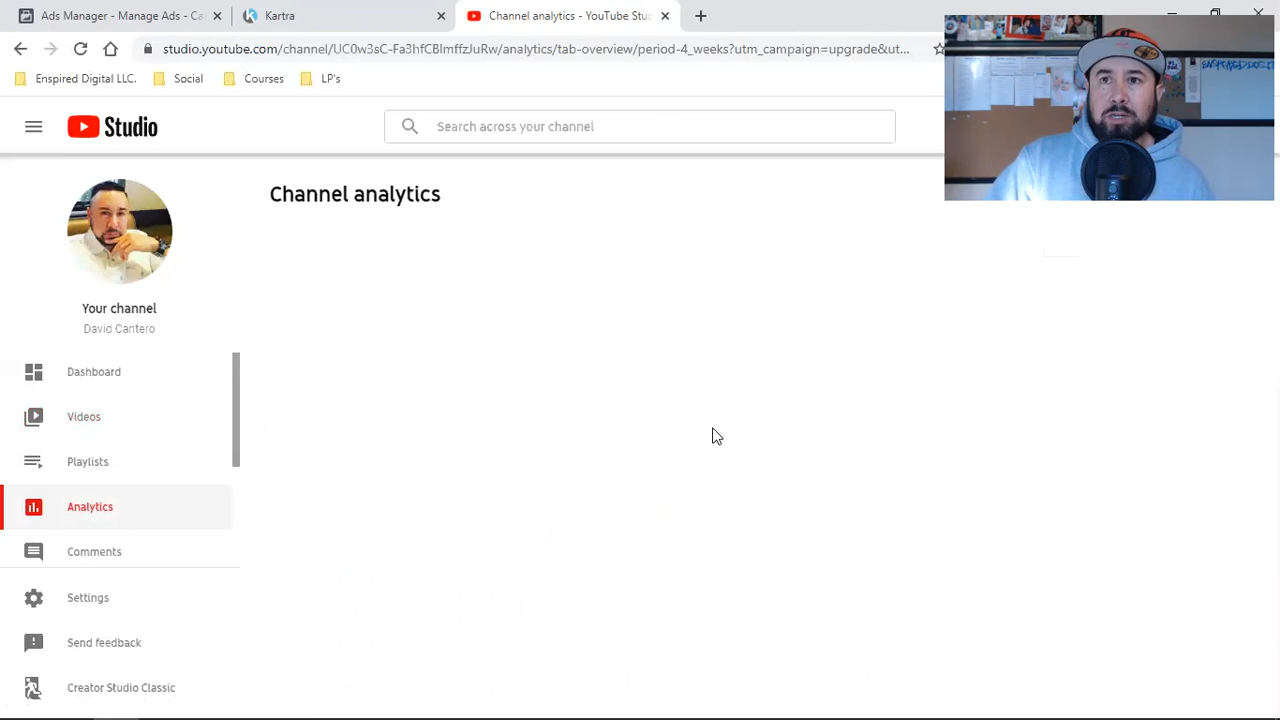 Ads Manager - Manage Ads - Ca
Kartra
Channel analytics - YouTube Stu
studio.youtube.com/channel/UC0w3sC-Fa3hfCBlmffzJuRw/analytics/tab-overview/period-4_weeks?utm_campaign=upgrade&ut...
Enspired Digital LLC.
Social
Courses
LP's
Studio
Search across your channel
Channel analytics
Your channel
David Cantero
Dashboard
Videos
Playlists
Analytics
Comments
Settings
Send feedback
Creator Studio Classic